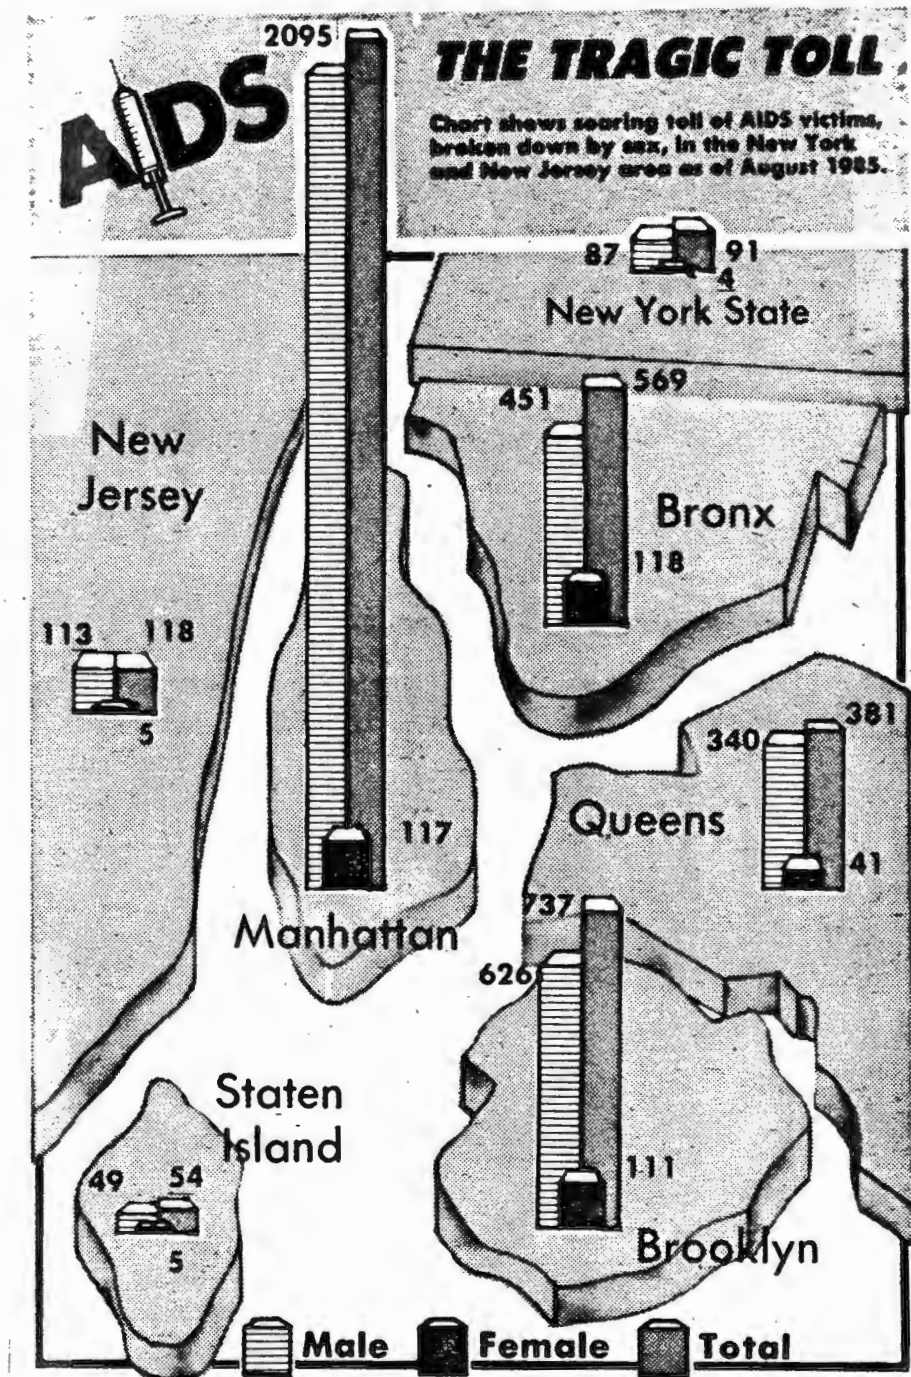 AIDS
THE TRAGIC TOLL
Chart shows soaring toll of AIDS victims,
broken down by sex, in the New York
and New Jersey area as of August 1985.
2095
117
Manhattan
87
91
4
New York State
451
569
118
Bronx
New
Jersey
113
118
5
340
381
41
Queens
737
626
111
Brooklyn
Staten
Island
49
54
5
Male
Female
Total